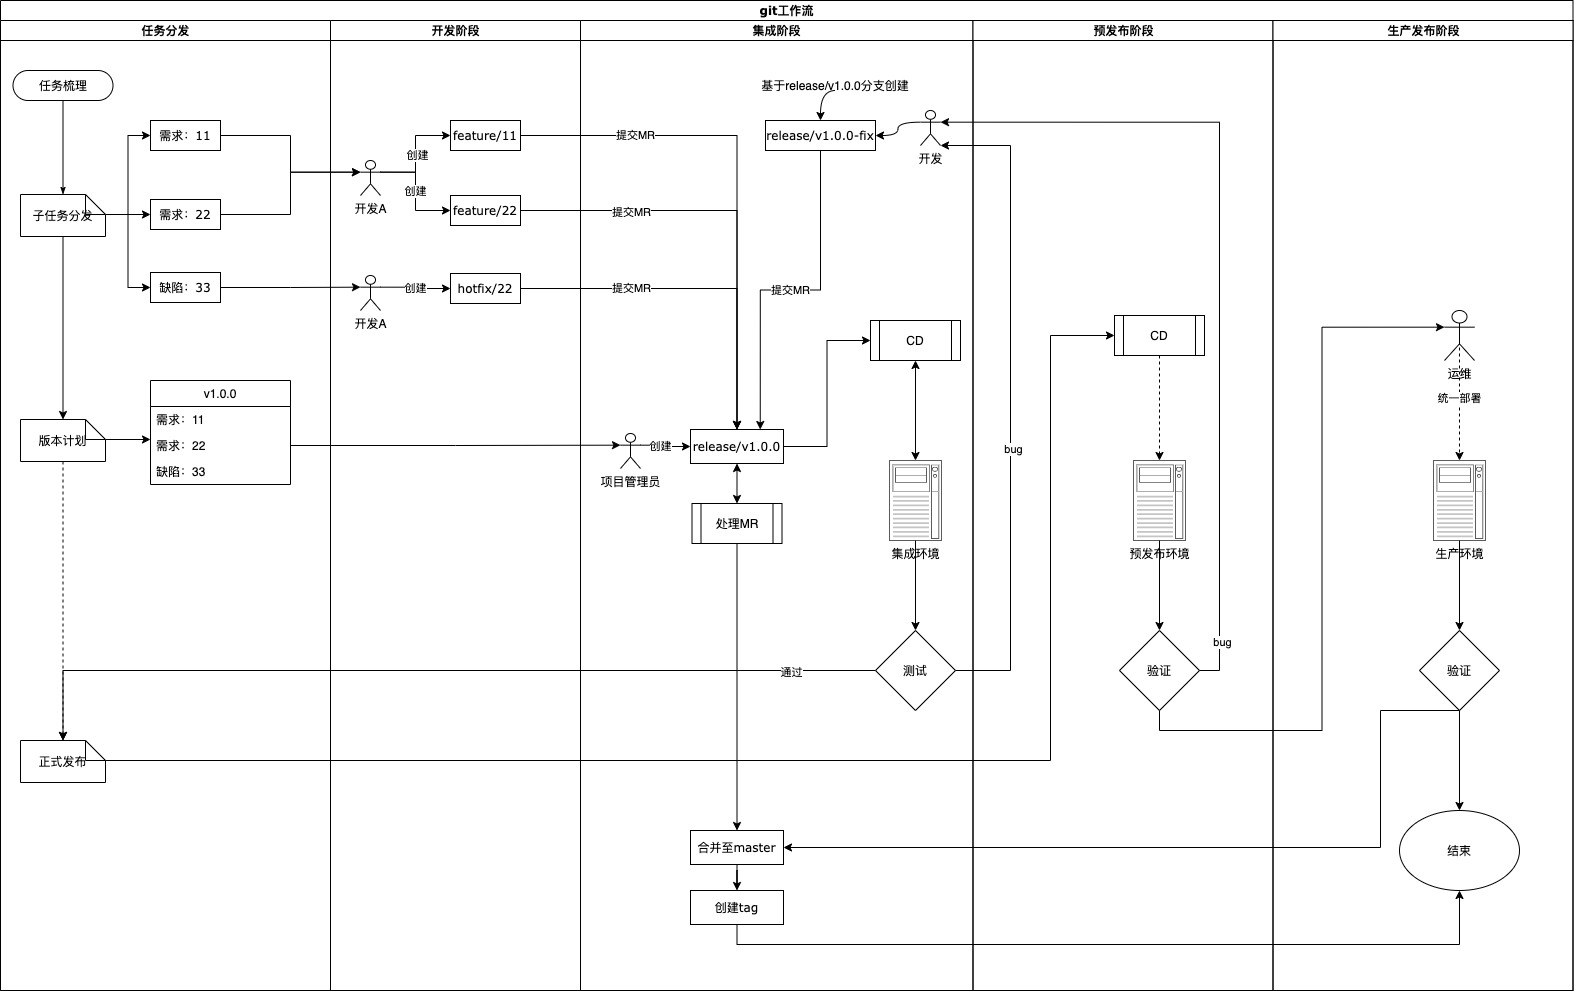 git工作流
任务分发
开发阶段
集成阶段
预发布阶段
生产发布阶段
任务梳理
基于release/v1.0.0分支创建
需求：11
feature/11
提交MR
release/v1.0.0-fix
开发
创建
开发A
创建
子任务分发
需求：22
feature/22
提交MR
缺陷：33
开发A
创建
hotfix/22
提交MR
提交MR
CD
CD
运维
统一部署
v1.0.0
需求：11
需求：22
缺陷：33
版本计划
项目管理员
创建
release/v1.0.0
bug
处理MR
集成环境
预发布环境
生产环境
bug
通过
测试
验证
验证
正式发布
合并至master
结束
创建tag